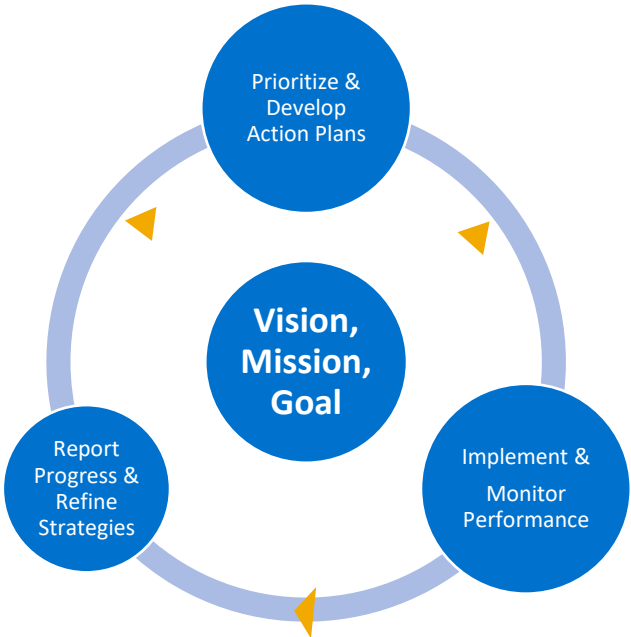 Prioritize &
Develop
Action Plans
Vision,
Mission,
Goal
Report
Progress &
Refine
Strategies
Implement &
Monitor
Performance